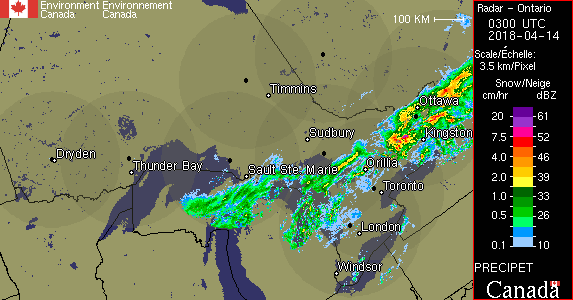 Environment Environnement
Canada Canada
100 KM
Timmins
Ottawa
Sudbury
Kingston
Dryden
Thunder Bay
Sault Ste. Marie
Orillia
Toronto
London
Windsor
Radar - Ontario
0300 UTC
2018-04-14
Scale/Échelle:
3.5 km/Pixel
Snow/Neige
cm/hr dBZ
20 61
7.5 52
4.0 46
2.0 39
1.0 33
0.5 26
0.1 10
PRECIPET
Canada